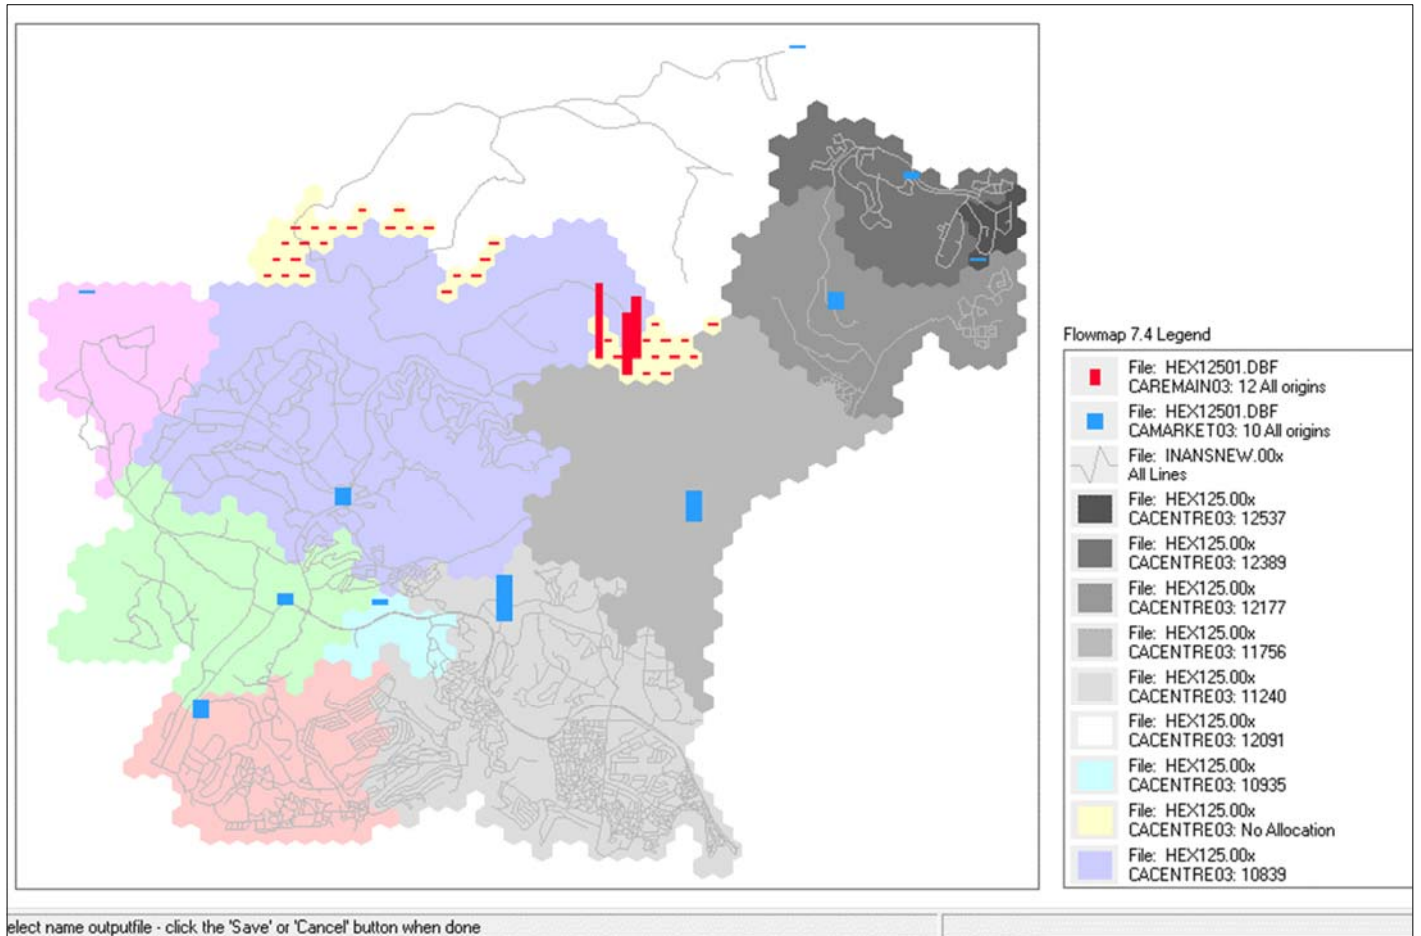 Flowmap 7.4 Legend
File: HEX12501.DBF
CAREMAIN03: 12 All origins
File: HEX12501.DBF
CAMARKET03: 10 All origins
File: INANSNEW.00x
All Lines
File: HEX125.00x
CACENTRE03: 12537
File: HEX125.00x
CACENTRE03: 12389
File: HEX125.00x
CACENTRE03: 12177
File: HEX125.00x
CACENTRE03: 11756
File: HEX125.00x
CACENTRE03: 11240
File: HEX125.00x
CACENTRE03: 12091
File: HEX125.00x
CACENTRE03: 10935
File: HEX125.00x
CACENTRE03: No Allocation
File: HEX125.00x
CACENTRE03: 10839
elect name outputfile - click the 'Save' or 'Cancel' button when done